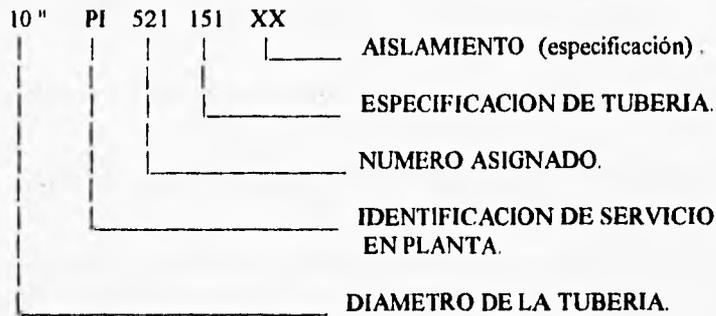 10 " PI 521 151 XX
AISLAMIENTO (especificación).
ESPECIFICACION DE TUBERIA.
NUMERO ASIGNADO.
IDENTIFICACION DE SERVICIO
EN PLANTA.
DIAMETRO DE LA TUBERIA.